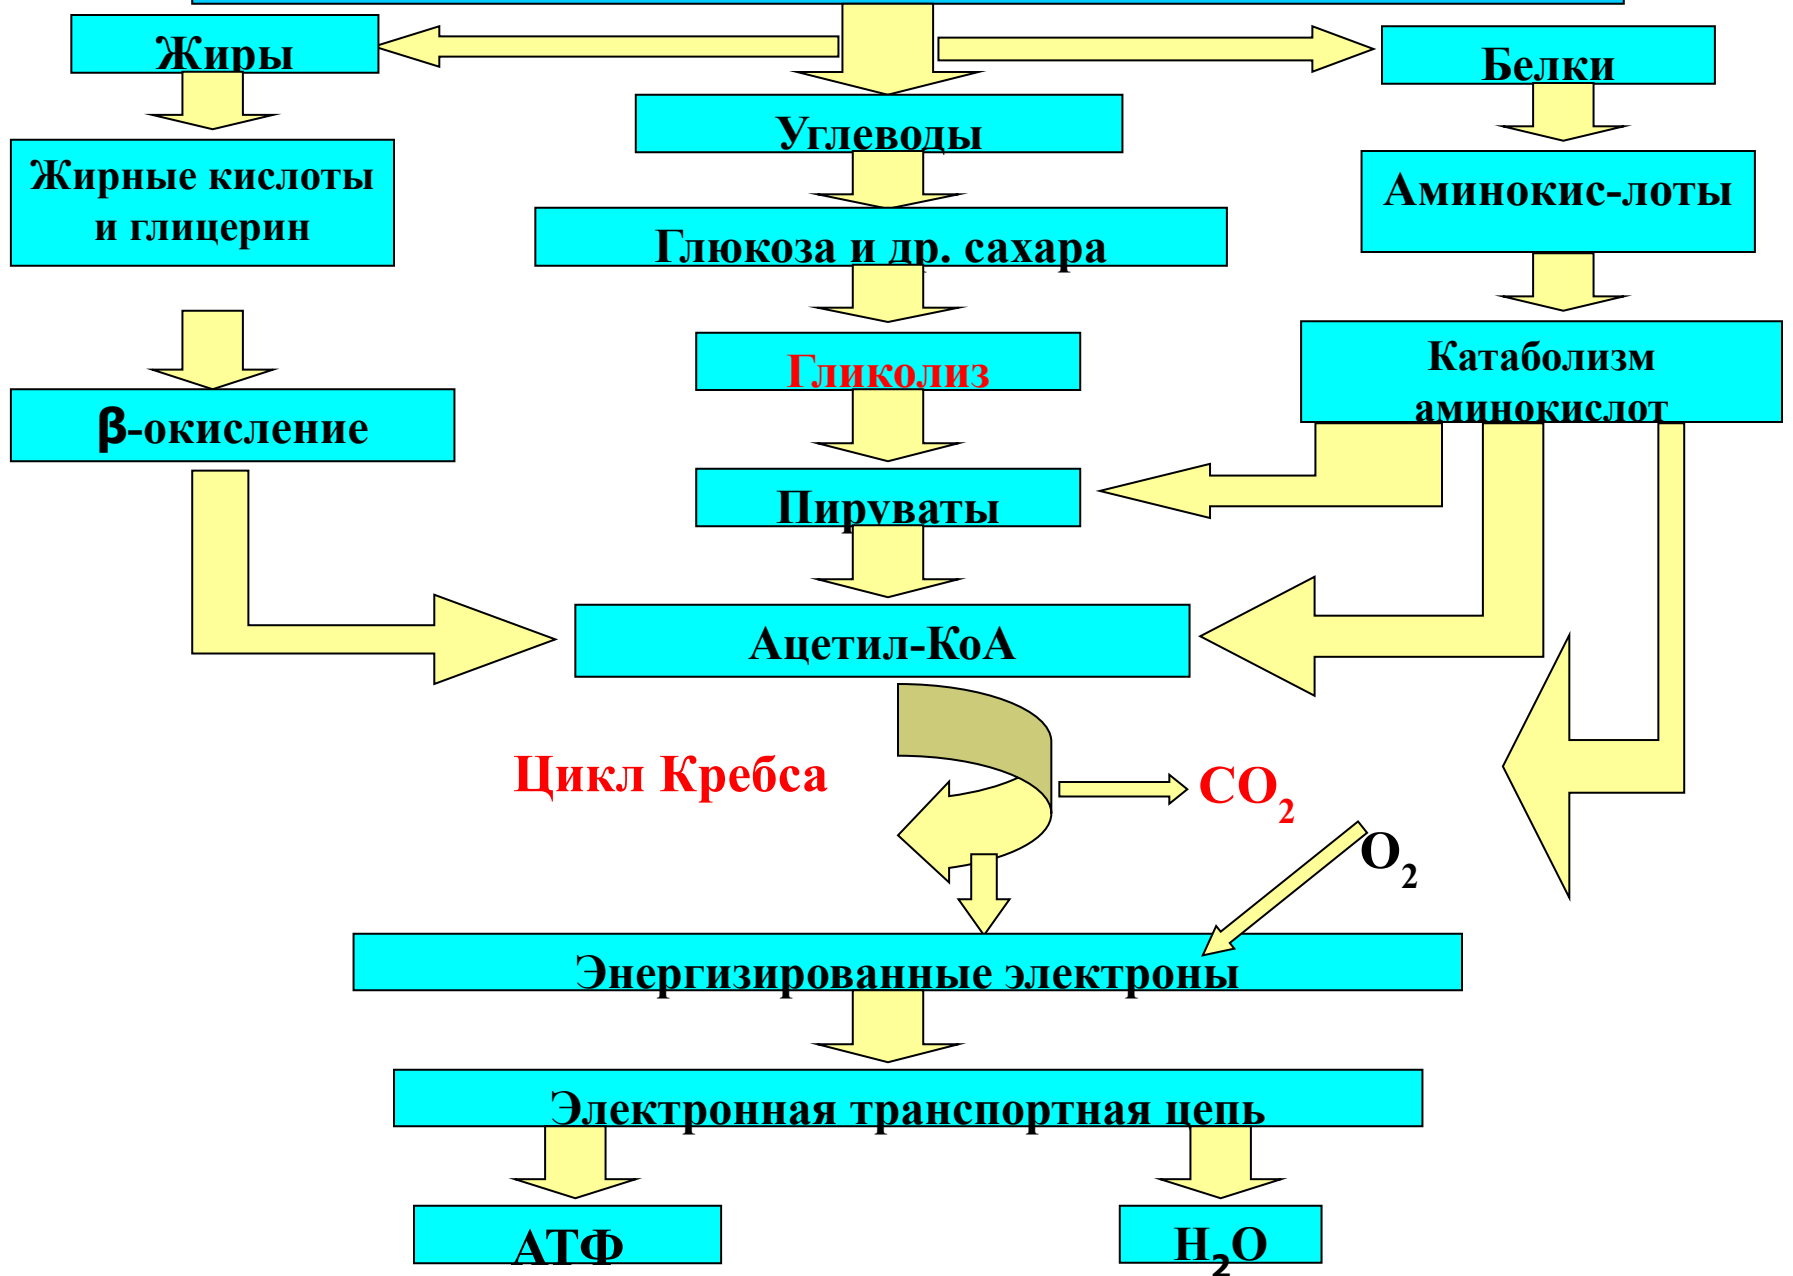 Жиры
Белки
Углеводы
Жирные кислоты
и глицерин
Аминокис-лоты
Глюкоза и др. сахара
Гликолиз
Катаболизм
аминокислот
β-окисление
Пируваты
Ацетил-КоА
Цикл Кребса
CO2
O2
Энергизированные электроны
Электронная транспортная цепь
АТФ
H2O